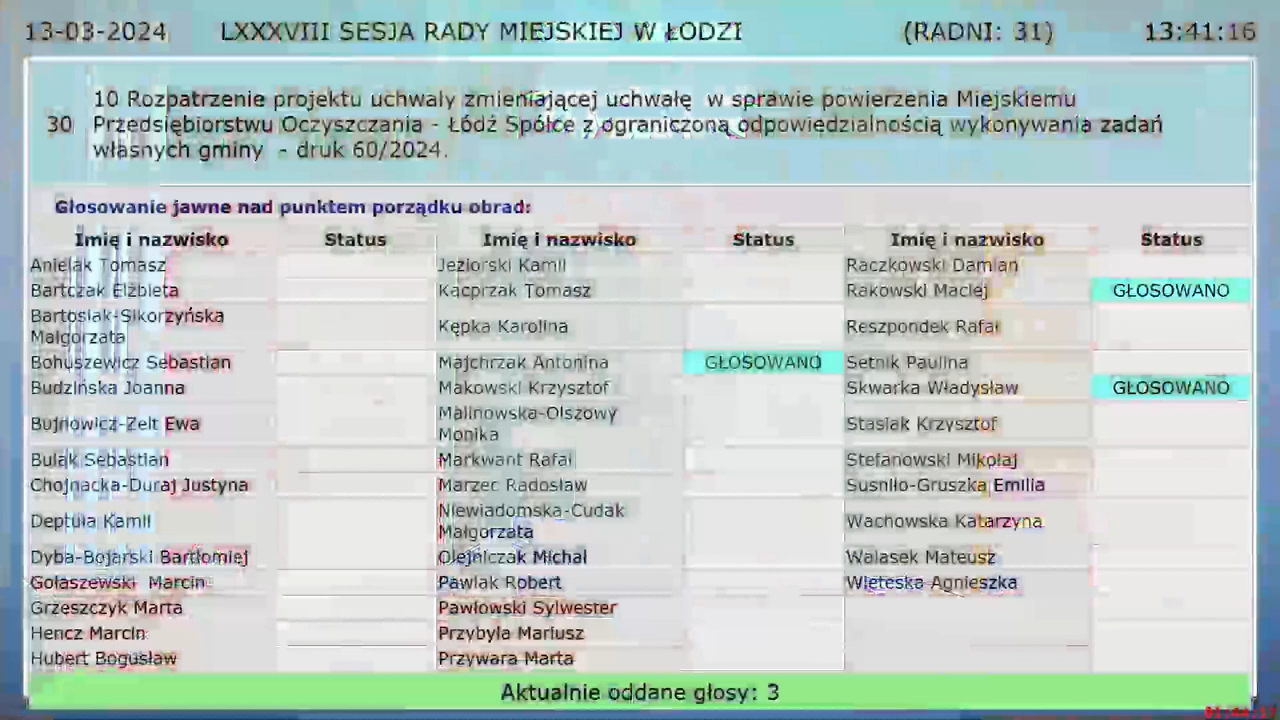 13-03-2024 LXXXVIII SESJA RADY MIEJSKIEJ W ŁODZI (RADNI: 31) 13:41:16
10 Rozpatrzenie projektu uchwały zmieniającej uchwałę w sprawie powierzenia Miejskiemu
30 Przedsiębiorstwu Oczyszczania - Łódź Spółce z ograniczoną odpowiedzialnością wykonywania zadań
własnych gminy - druk 60/2024.
Głosowanie jawne nad punktem porządku obrad:
Imię i nazwisko Status Imię i nazwisko Status Imię i nazwisko Status
Anielak Tomasz Jeziorski Kamil Raczkowski Damian
Bartczak Elżbieta Kacprzak Tomasz Rakowski Maciej GŁOSOWANO
Bartosiak-Sikorzyńska
Małgorzata Kępka Karolina Reszpondek Rafał
Bohuszewicz Sebastian Majchrzak Antonina GŁOSOWANO Setnik Paulina
Budzińska Joanna Makowski Krzysztof Skwarka Władysław GŁOSOWANO
Bujnowicz-Zelt Ewa Malinowska-Olszowy
Monika Stasiak Krzysztof
Bulak Sebastian Markwant Rafał Stefanowski Mikołaj
Chojnacka-Duraj Justyna Marzec Radosław Susniło-Gruszka Emilia
Deptuła Kamil Niewiadomska-Cudak
Małgorzata Wachowska Katarzyna
Dyba-Bojarski Bartłomiej Olejniczak Michał Walasek Mateusz
Gołaszewski Marcin Pawlak Robert Wieteska Agnieszka
Grzeszczyk Marta Pawłowski Sylwester
Hencz Marcin Przybyła Mariusz
Hubert Bogusław Przywara Marta
Aktualnie oddane głosy: 3